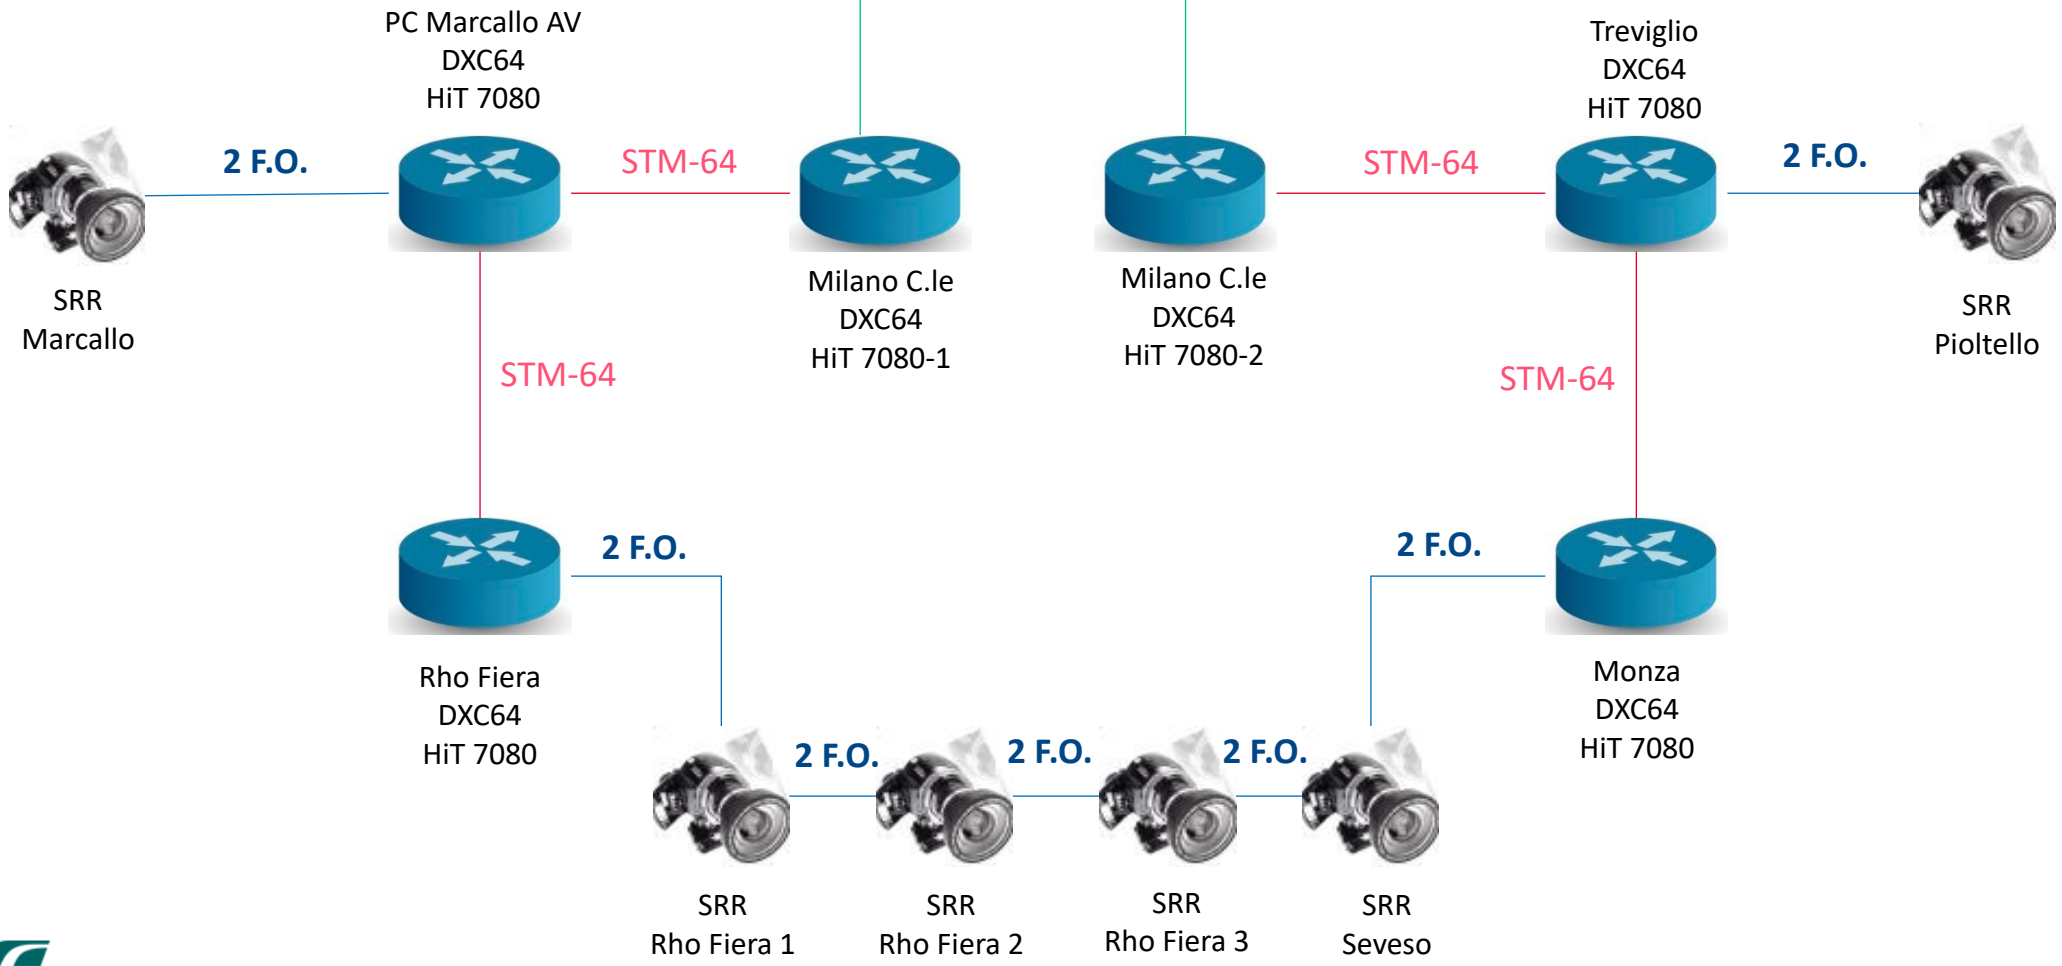 PC Marcallo AV
DXC64
HiT 7080
Treviglio
DXC64
HiT 7080
2 F.O.
STM-64
STM-64
2 F.O.
SRR
Marcallo
Milano C.le
DXC64
HiT 7080-1
Milano C.le
DXC64
HiT 7080-2
SRR
Pioltello
STM-64
STM-64
2 F.O.
2 F.O.
Rho Fiera
DXC64
HiT 7080
Monza
DXC64
HiT 7080
2 F.O.
2 F.O.
2 F.O.
SRR
Rho Fiera 1
SRR
Rho Fiera 2
SRR
Rho Fiera 3
SRR
Seveso